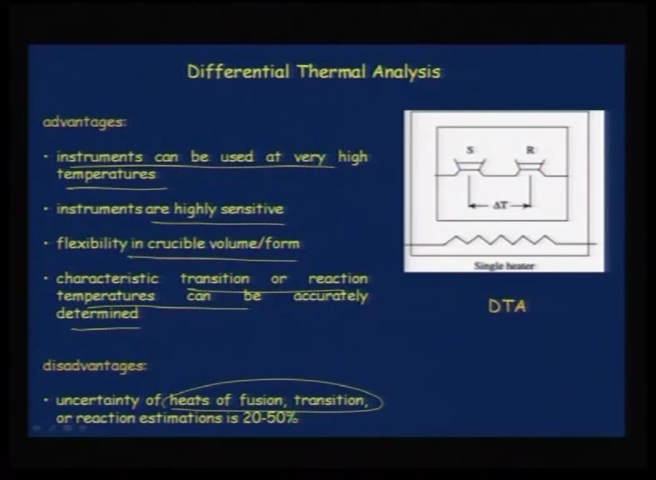 Differential Thermal Analysis
advantages:
• instruments can be used at very high
temperatures
• instruments are highly sensitive
• flexibility in crucible volume/form
• characteristic transition or reaction
temperatures can be accurately
determined
disadvantages:
• uncertainty of heats of fusion, transition,
or reaction estimations is 20-50%
S R
ΔT
Single heater
DTA